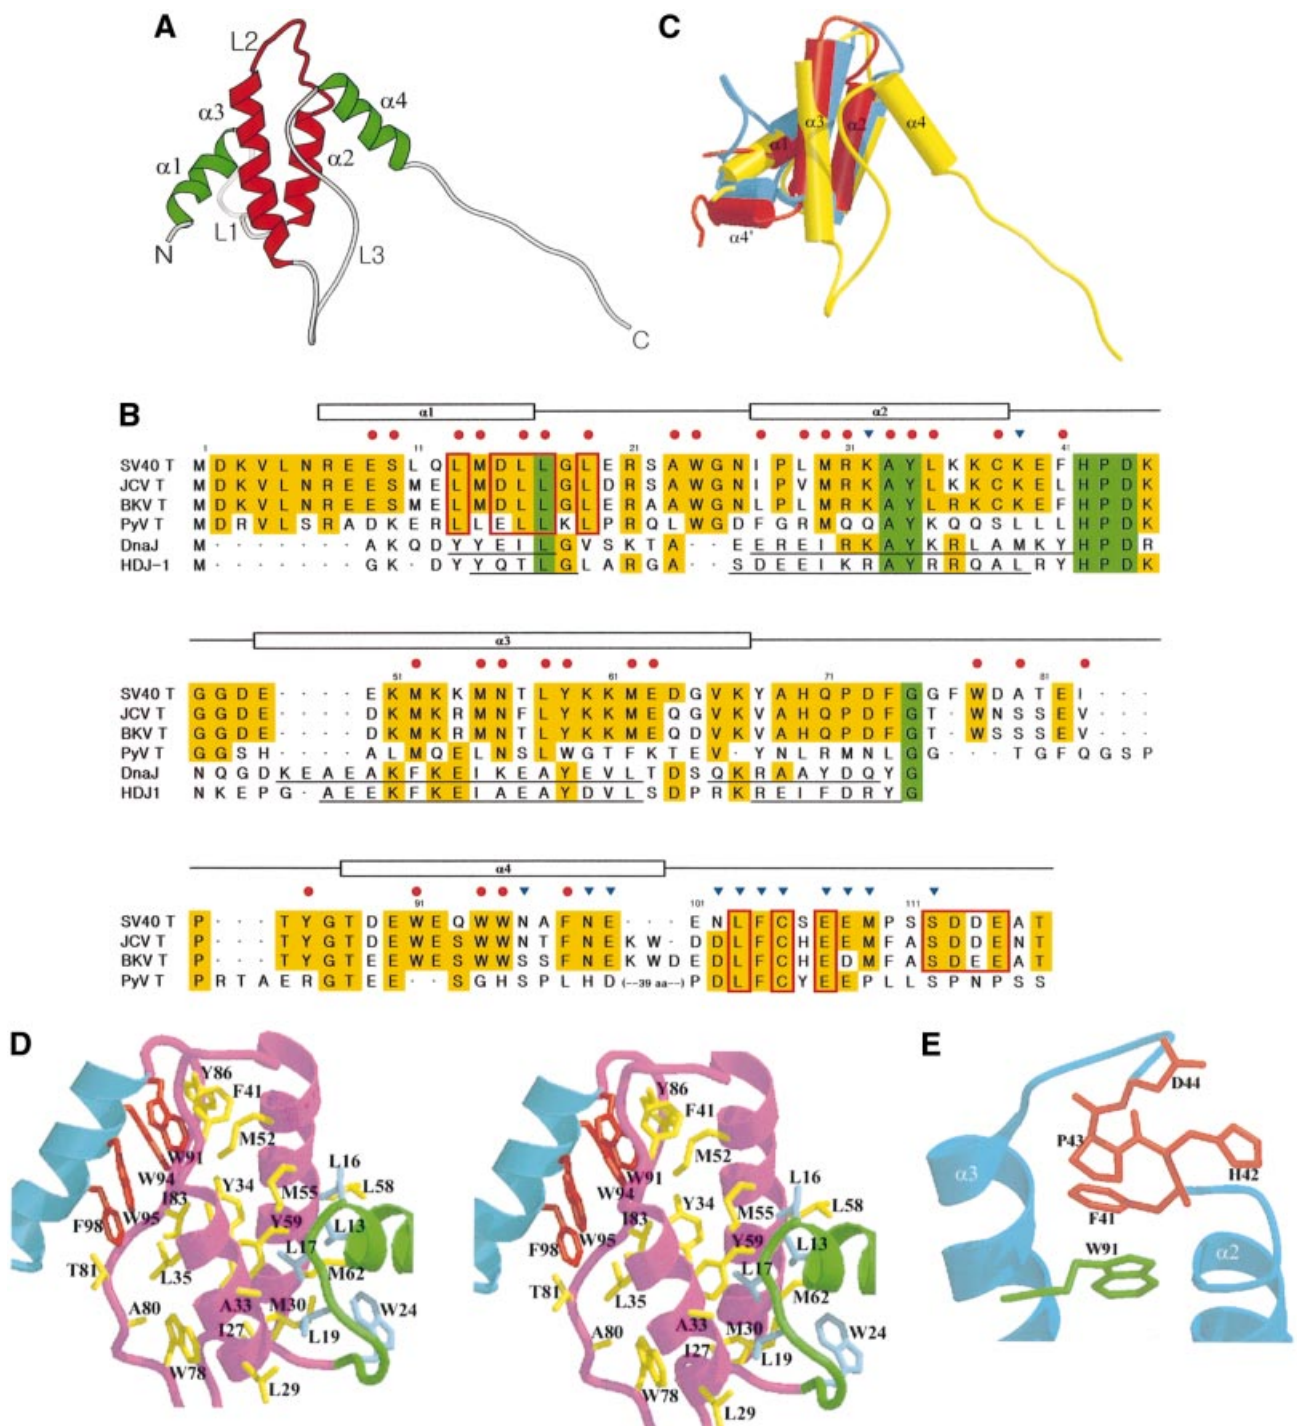 A
L2
α3
α4
α1
α2
L1
N
L3
C
C
α3
α2
α4
α1
α4'
B
α1
α2
1 11 21 31 41
SV40 T M D K V L N R E E S L Q L M D L L G L E R S A W G N I P L M R K A Y L K K C K E F H P D K
JCV T M D K V L N R E E S M E L M D L L G L D R S A W G N I P V M R K A Y L K K C K E L H P D K
BKV T M D K V L N R E E S M E L M D L L G L E R A A W G N L P L M R K A Y L R K C K E F H P D K
PyV T M D R V L S R A D K E R L L E L L K L P R Q L W G D F G R M Q Q A Y K Q Q S L L L H P D K
DnaJ M · · · · · · · A K Q D Y Y E I L G V S K T A · · E E R E I R K A Y K R L A M K Y H P D R
HDJ-1 M · · · · · · · G K · D Y Y Q T L G L A R G A · · S D E E I K R A Y R R Q A L R Y H P D K
α3
51 61 71 81
SV40 T G G D E · · · · E K M K K M N T L Y K K M E D G V K Y A H Q P D F G G F W D A T E I · · ·
JCV T G G D E · · · · D K M K R M N F L Y K K M E Q G V K V A H Q P D F G T · W N S S E V · · ·
BKV T G G D E · · · · D K M K R M N T L Y K K M E Q D V K V A H Q P D F G T · W S S S E V · · ·
PyV T G G S H · · · · A L M Q E L N S L W G T F K T E V · Y N L R M N L G G · · · T G F Q G S P
DnaJ N Q G D K E A E A K F K E I K E A Y E V L T D S Q K R A A Y D Q Y G
HDJ1 N K E P G · A E E K F K E I A E A Y D V L S D P R K R E I F D R Y G
α4
91 101 111
SV40 T P · · · T Y G T D E W E Q W W N A F N E · · · E N L F C S E E M P S S D D E A T
JCV T P · · · T Y G T D E W E S W W N T F N E K W · D D L F C H E E M F A S D D E N T
BKV T P · · · T Y G T E E W E S W W S S F N E K W D E D L F C H E D M F A S D E E A T
PyV T P R T A E R G T E E · · S G H S P L H D (--39 aa--) P D L F C Y E E P L L S P N P S S
D
Y86
F41
M52
W91
L16
W94
Y34
M55
L58
I83
F98
W95
Y59
L13
L17
T81
L35
M62
A80
A33
M30
W24
I27
L19
W78
L29
Y86
F41
M52
W91
L16
W94
Y34
L58
I83
M55
F98
W95
Y59
L13
L17
T81
L35
M62
A80
A33
M30
W24
I27
L19
W78
L29
E
D44
P43
α3
H42
F41
W91
α2